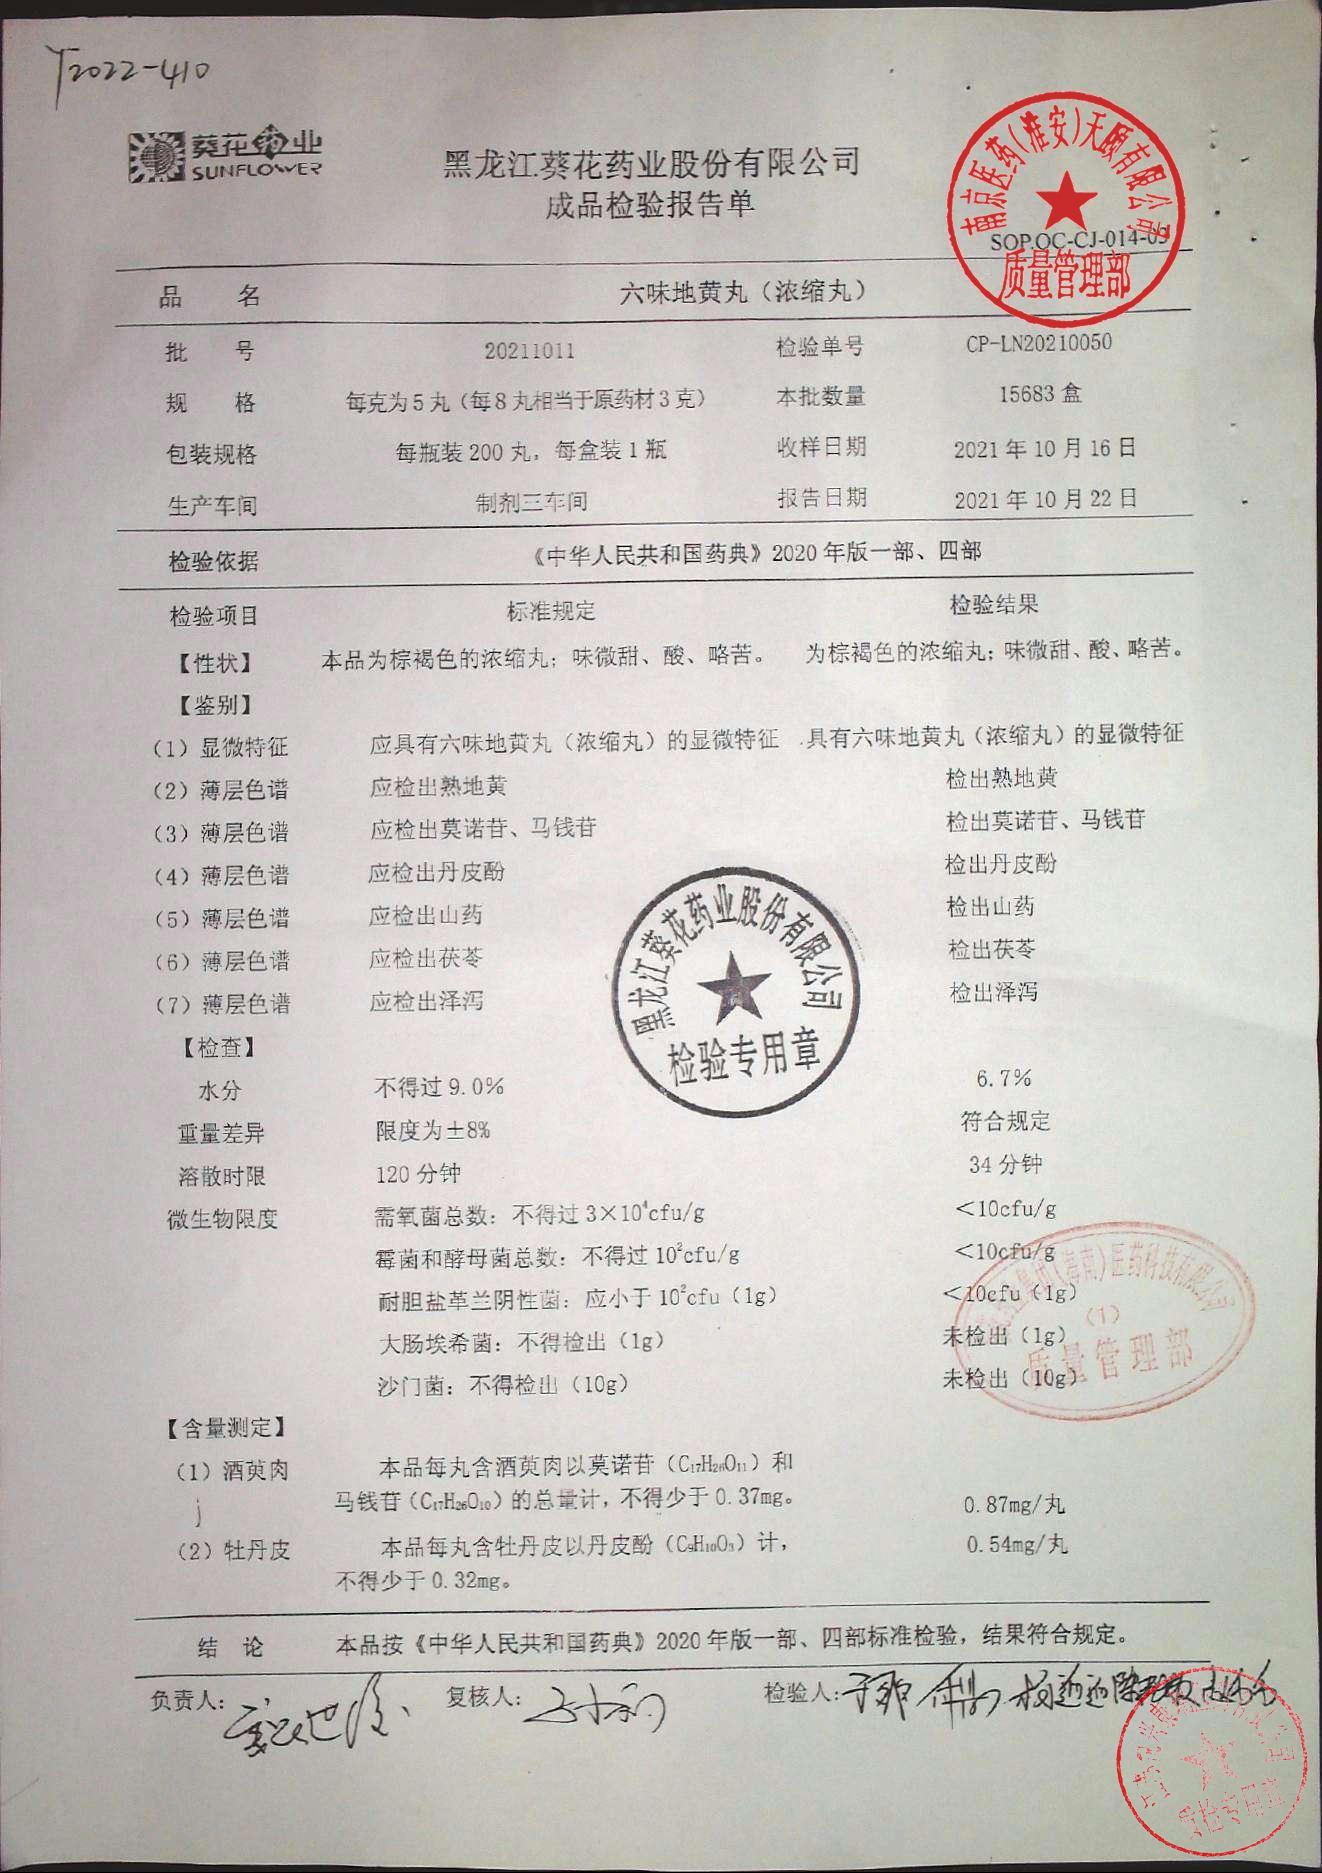 Y2022-410
葵花药业
SUNFLOWER
黑龙江葵花药业股份有限公司
成品检验报告单
南京医药(淮安)天颐有限公司
质量管理部
SOP.QC-CJ-014-03
品 名 六味地黄丸（浓缩丸）
批 号 20211011 检验单号 CP-LN20210050
规 格 每克为5丸（每8丸相当于原药材3克） 本批数量 15683盒
包装规格 每瓶装200丸，每盒装1瓶 收样日期 2021年10月16日
生产车间 制剂三车间 报告日期 2021年10月22日
检验依据 《中华人民共和国药典》2020年版一部、四部
检验项目 标准规定 检验结果
【性状】 本品为棕褐色的浓缩丸；味微甜、酸、略苦。 为棕褐色的浓缩丸；味微甜、酸、略苦。
【鉴别】
（1）显微特征 应具有六味地黄丸（浓缩丸）的显微特征 具有六味地黄丸（浓缩丸）的显微特征
（2）薄层色谱 应检出熟地黄 检出熟地黄
（3）薄层色谱 应检出莫诺苷、马钱苷 检出莫诺苷、马钱苷
（4）薄层色谱 应检出丹皮酚 检出丹皮酚
（5）薄层色谱 应检出山药 检出山药
（6）薄层色谱 应检出茯苓 检出茯苓
（7）薄层色谱 应检出泽泻 检出泽泻
黑龙江葵花药业股份有限公司
检验专用章
【检查】
水分 不得过9.0% 6.7%
重量差异 限度为±8% 符合规定
溶散时限 120分钟 34分钟
微生物限度 需氧菌总数：不得过3×10⁴cfu/g <10cfu/g
霉菌和酵母菌总数：不得过10²cfu/g <10cfu/g
耐胆盐革兰阴性菌：应小于10²cfu（1g） <10cfu（1g）
大肠埃希菌：不得检出（1g） 未检出（1g）
沙门菌：不得检出（10g） 未检出（10g）
医药科技有限公司
（1）
质量管理部
【含量测定】
（1）酒萸肉 本品每丸含酒萸肉以莫诺苷（C₁₇H₂₆O₁₁）和
马钱苷（C₁₇H₂₆O₁₀）的总量计，不得少于0.37mg。 0.87mg/丸
（2）牡丹皮 本品每丸含牡丹皮以丹皮酚（C₉H₁₀O₃）计， 0.54mg/丸
不得少于0.32mg。
结 论 本品按《中华人民共和国药典》2020年版一部、四部标准检验，结果符合规定。
负责人： 复核人： 检验人：